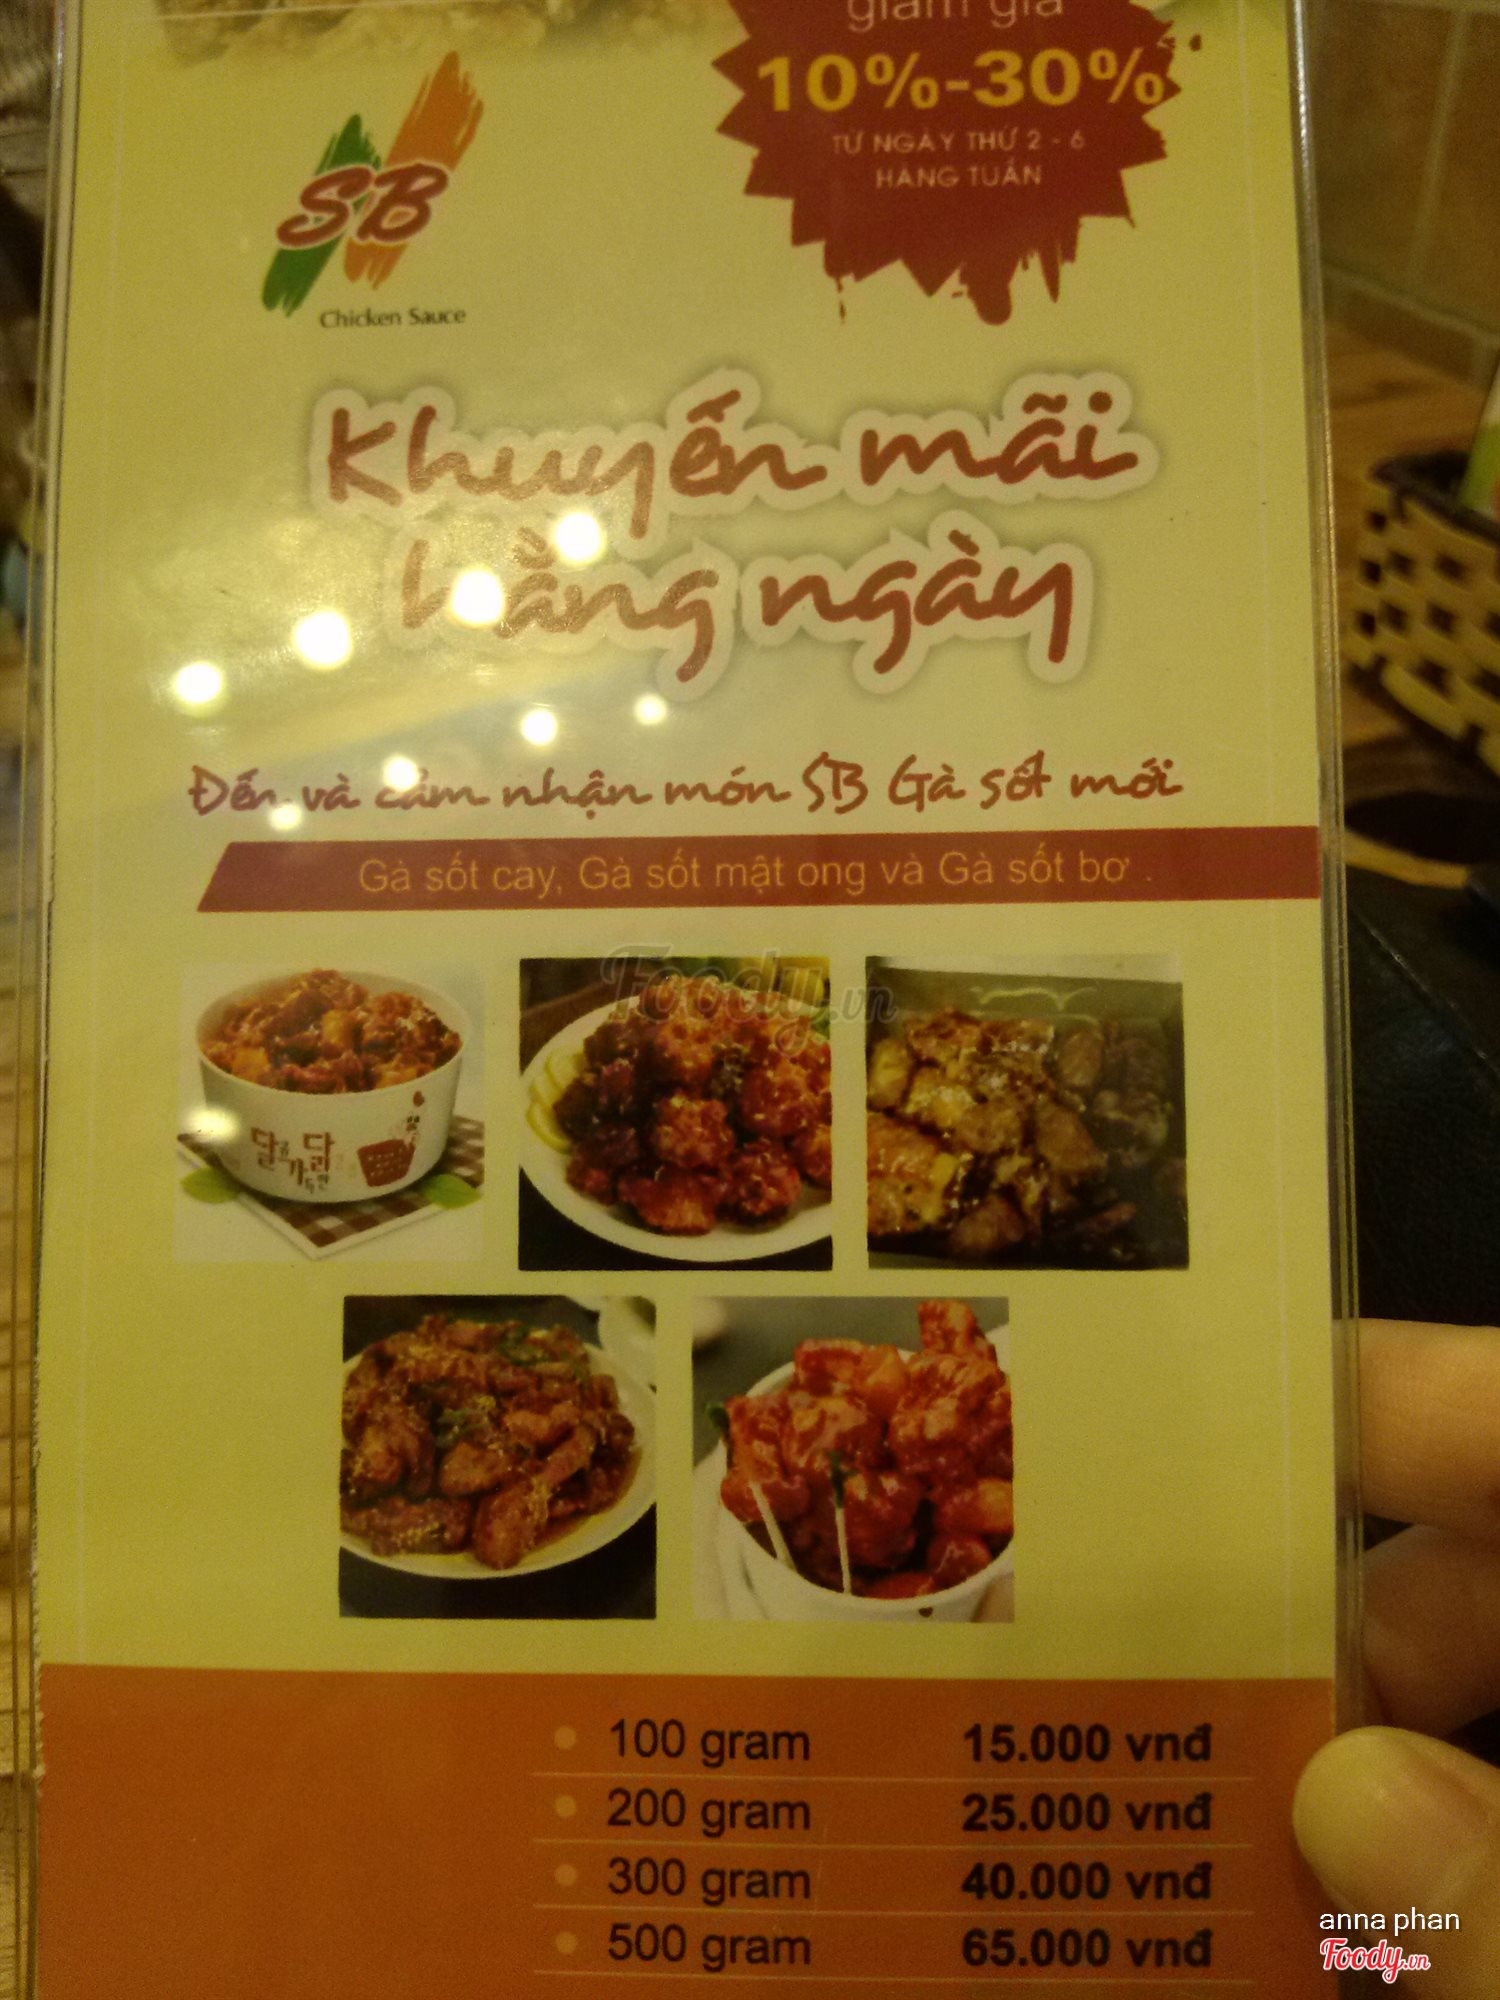 giảm giá
10%-30%
TỪ NGÀY THỨ 2 - 6
HÀNG TUẦN
SB
Chicken Sauce
Khuyến mãi
hằng ngày
Đến và cảm nhận món SB Gà sốt mới
Gà sốt cay, Gà sốt mật ong và Gà sốt bơ .
Foody.vn
100 gram 15.000 vnđ
200 gram 25.000 vnđ
300 gram 40.000 vnđ
500 gram 65.000 vnđ
anna phan
Foody.vn